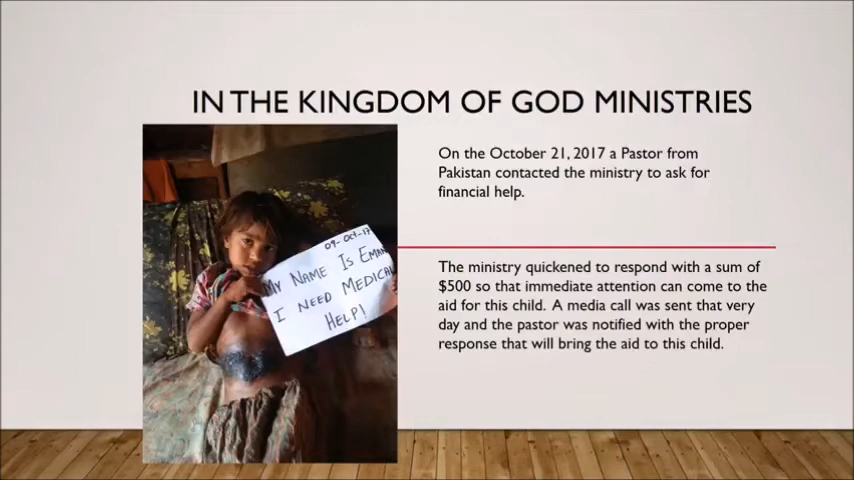 IN THE KINGDOM OF GOD MINISTRIES
On the October 21, 2017 a Pastor from
Pakistan contacted the ministry to ask for
financial help.
The ministry quickened to respond with a sum of
$500 so that immediate attention can come to the
aid for this child. A media call was sent that very
day and the pastor was notified with the proper
response that will bring the aid to this child.
09-Oct-17
My Name Is Eman
I Need Medical
Help!